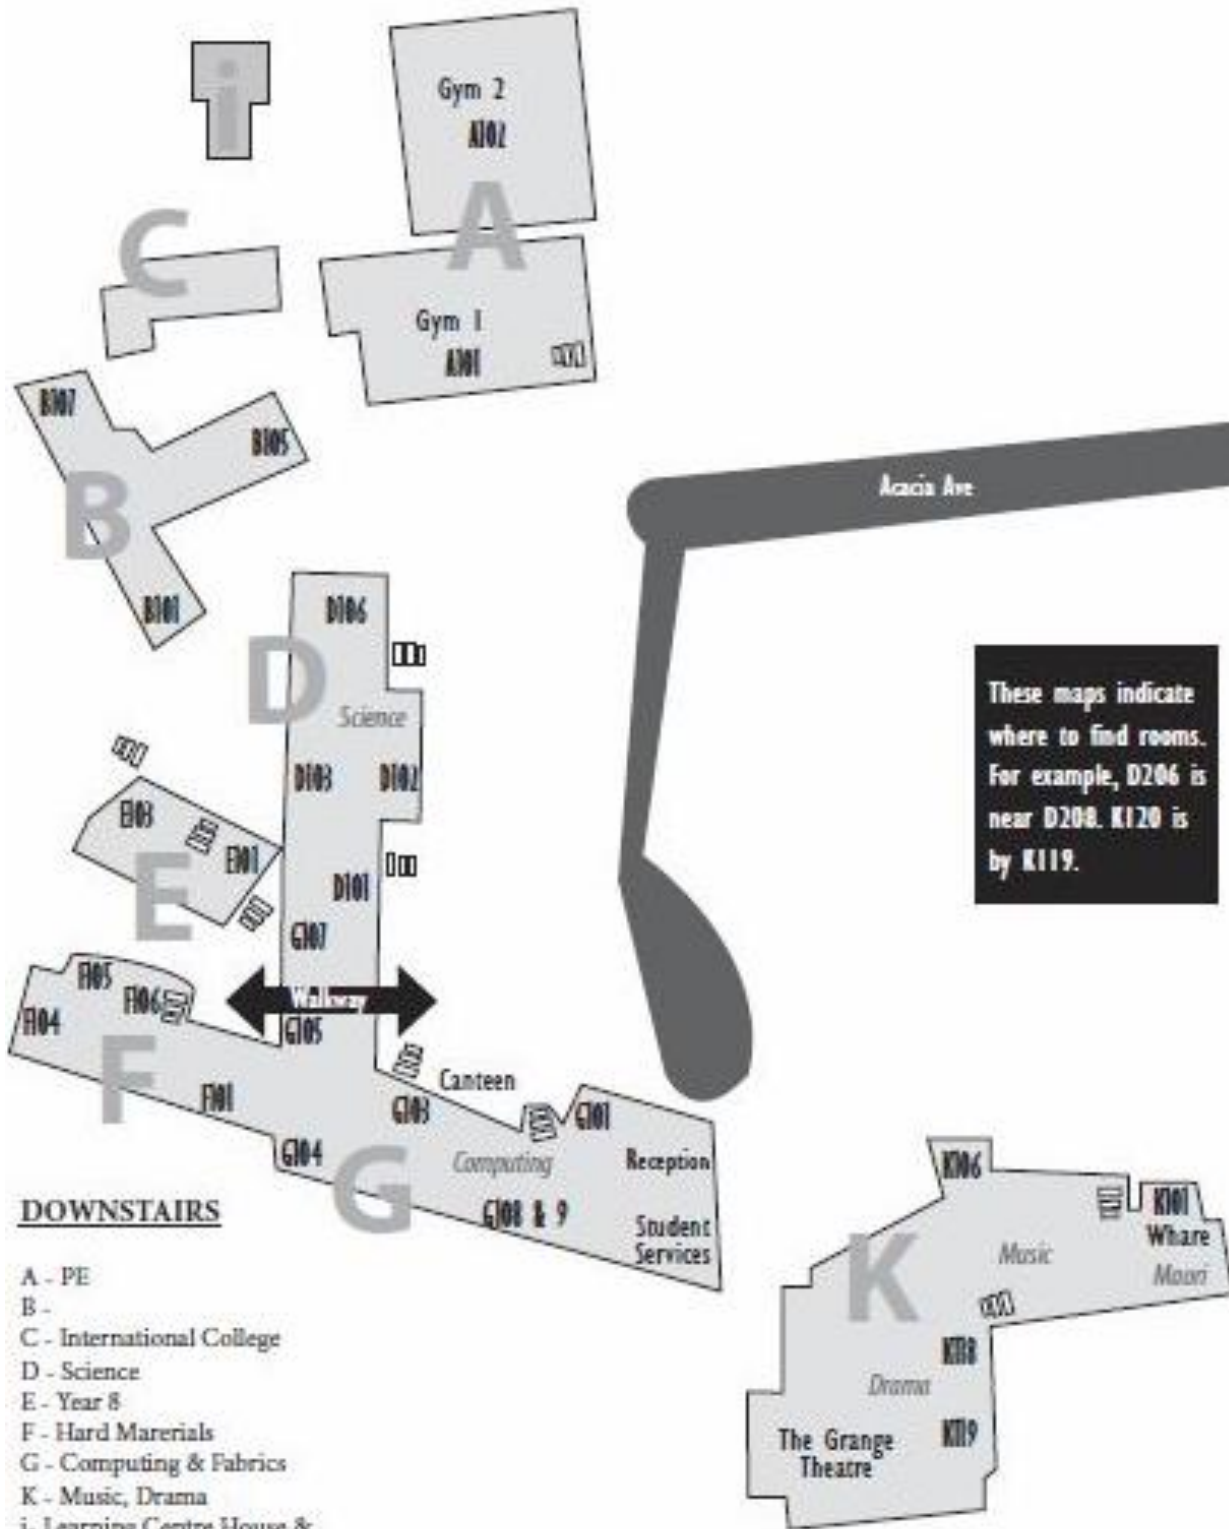 i
Gym 2
A102
A
C
Gym 1
A101
B107
B105
B
B101
Acacia Ave
D106
D
Science
D103
D102
These maps indicate
where to find rooms.
For example, D206 is
near D208. K120 is
by K119.
E103
E101
E
D101
G107
F105
F106
F104
Walkway
G105
F
F101
Canteen
G103
G101
G104
Computing
Reception
G
G108 & 9
Student
Services
K106
K101
Whare
Maori
Music
K
K118
Drama
K119
The Grange
Theatre
DOWNSTAIRS
A - PE
B -
C - International College
D - Science
E - Year 8
F - Hard Marerials
G - Computing & Fabrics
K - Music, Drama
i- Learning Centre House &